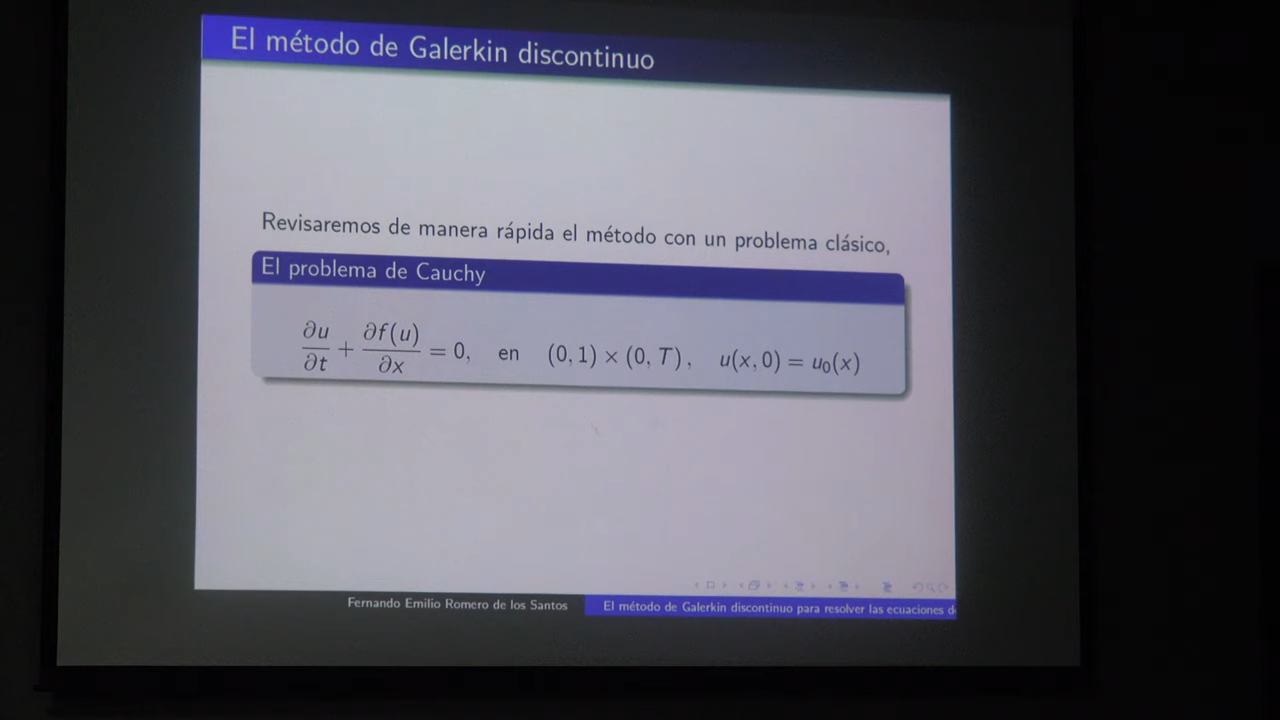 El método de Galerkin discontinuo
Revisaremos de manera rápida el método con un problema clásico,
El problema de Cauchy
∂u/∂t + ∂f(u)/∂x = 0, en (0, 1) × (0, T), u(x, 0) = u₀(x)
Fernando Emilio Romero de los Santos El método de Galerkin discontinuo para resolver las ecuaciones d